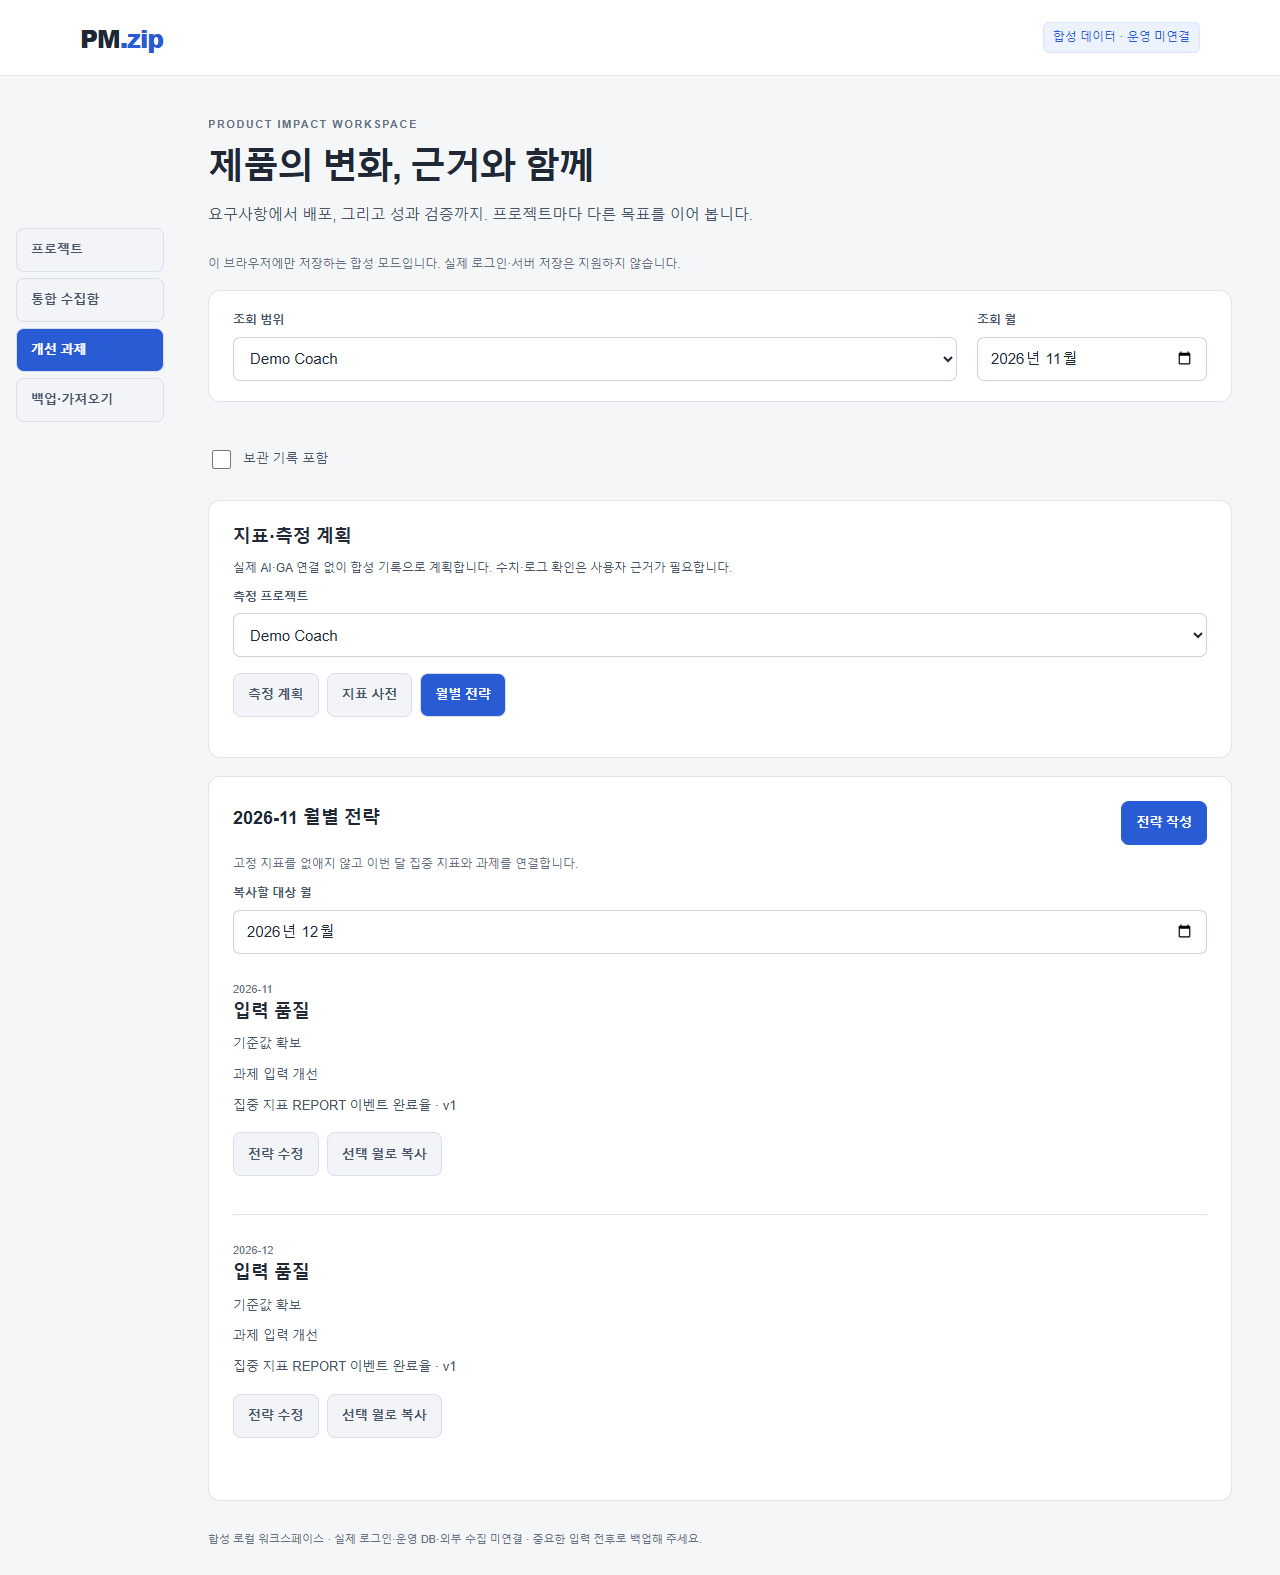 PM.zip
합성 데이터 · 운영 미연결
PRODUCT IMPACT WORKSPACE
제품의 변화, 근거와 함께
요구사항에서 배포, 그리고 성과 검증까지. 프로젝트마다 다른 목표를 이어 봅니다.
프로젝트
통합 수집함
개선 과제
백업·가져오기
이 브라우저에만 저장하는 합성 모드입니다. 실제 로그인·서버 저장은 지원하지 않습니다.
조회 범위
조회 월
Demo Coach
2026년 11월
보관 기록 포함
지표·측정 계획
실제 AI·GA 연결 없이 합성 기록으로 계획합니다. 수치·로그 확인은 사용자 근거가 필요합니다.
측정 프로젝트
Demo Coach
측정 계획
지표 사전
월별 전략
2026-11 월별 전략
전략 작성
고정 지표를 없애지 않고 이번 달 집중 지표와 과제를 연결합니다.
복사할 대상 월
2026년 12월
2026-11
입력 품질
기준값 확보
과제 입력 개선
집중 지표 REPORT 이벤트 완료율 · v1
전략 수정
선택 월로 복사
2026-12
입력 품질
기준값 확보
과제 입력 개선
집중 지표 REPORT 이벤트 완료율 · v1
전략 수정
선택 월로 복사
합성 로컬 워크스페이스 · 실제 로그인·운영 DB·외부 수집 미연결 · 중요한 입력 전후로 백업해 주세요.